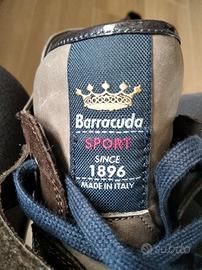 Barracuda
SPORT
SINCE
1896
MADE IN ITALY
subito